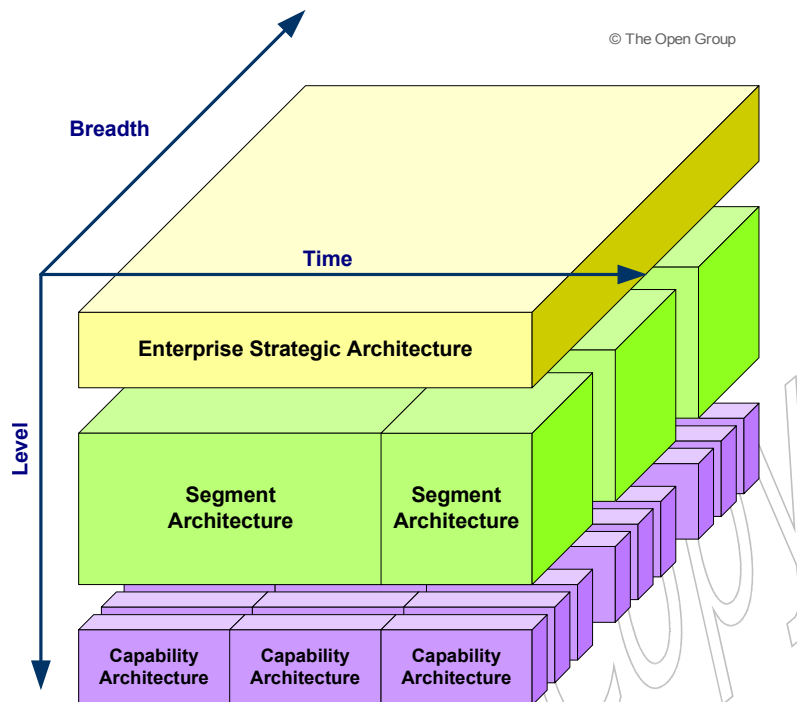 © The Open Group
Breadth
Time
Enterprise Strategic Architecture
Level
Segment
Architecture
Segment
Architecture
Capability
Architecture
Capability
Architecture
Capability
Architecture